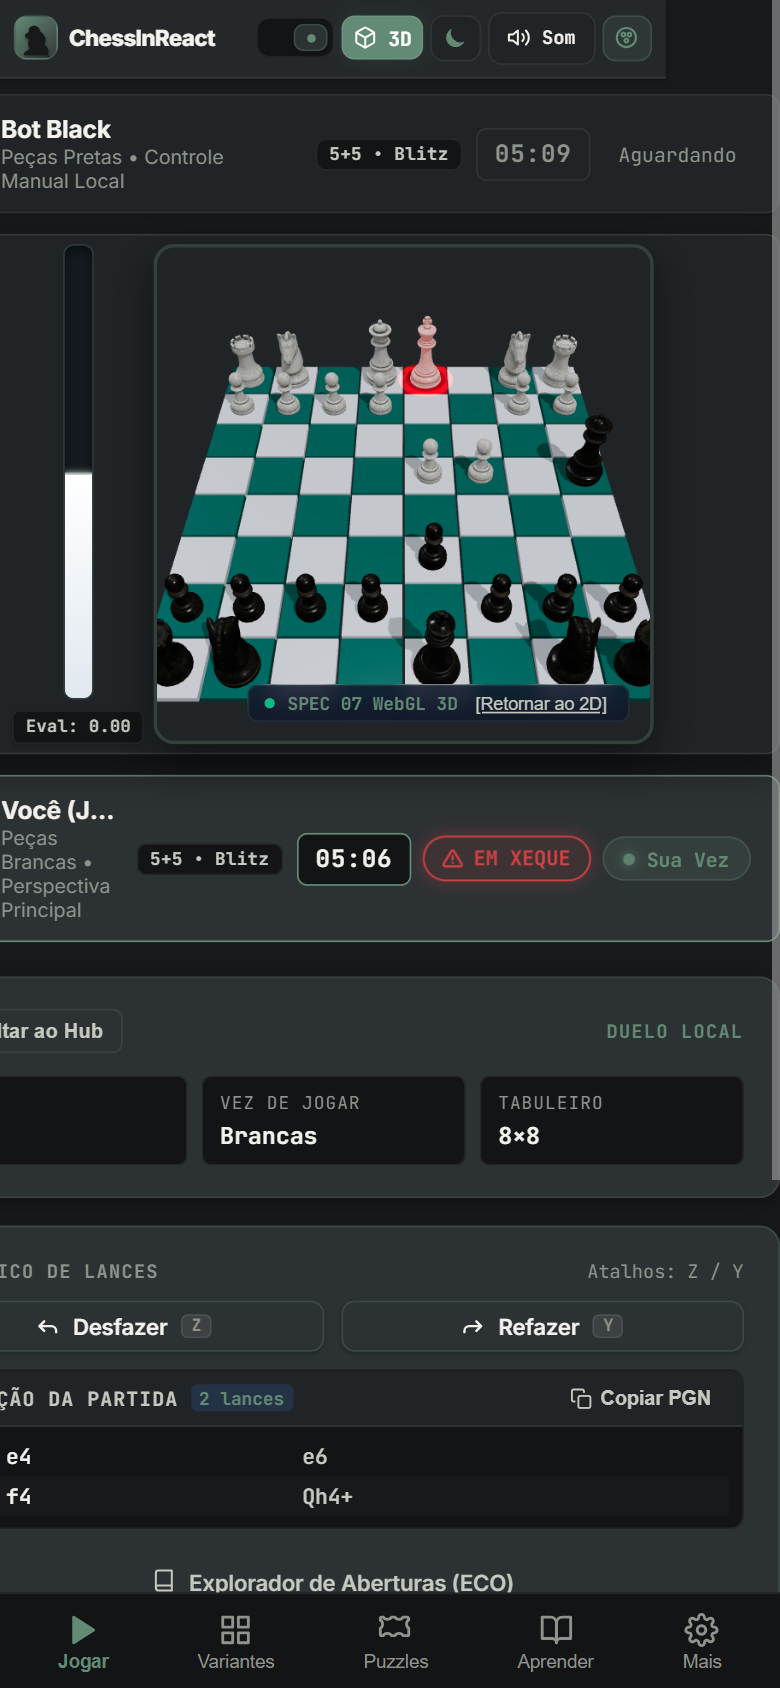 ChessInReact
3D
Som
Bot Black
Peças Pretas • Controle
Manual Local
5+5 • Blitz
05:09
Aguardando
Eval: 0.00
SPEC 07 WebGL 3D [Retornar ao 2D]
Você (J...
Peças
Brancas •
Perspectiva
Principal
5+5 • Blitz
05:06
EM XEQUE
Sua Vez
ltar ao Hub
DUELO LOCAL
VEZ DE JOGAR
Brancas
TABULEIRO
8×8
ICO DE LANCES
Atalhos: Z / Y
Desfazer Z
Refazer Y
ÇÃO DA PARTIDA 2 lances
Copiar PGN
e4 e6
f4 Qh4+
Explorador de Aberturas (ECO)
Jogar
Variantes
Puzzles
Aprender
Mais